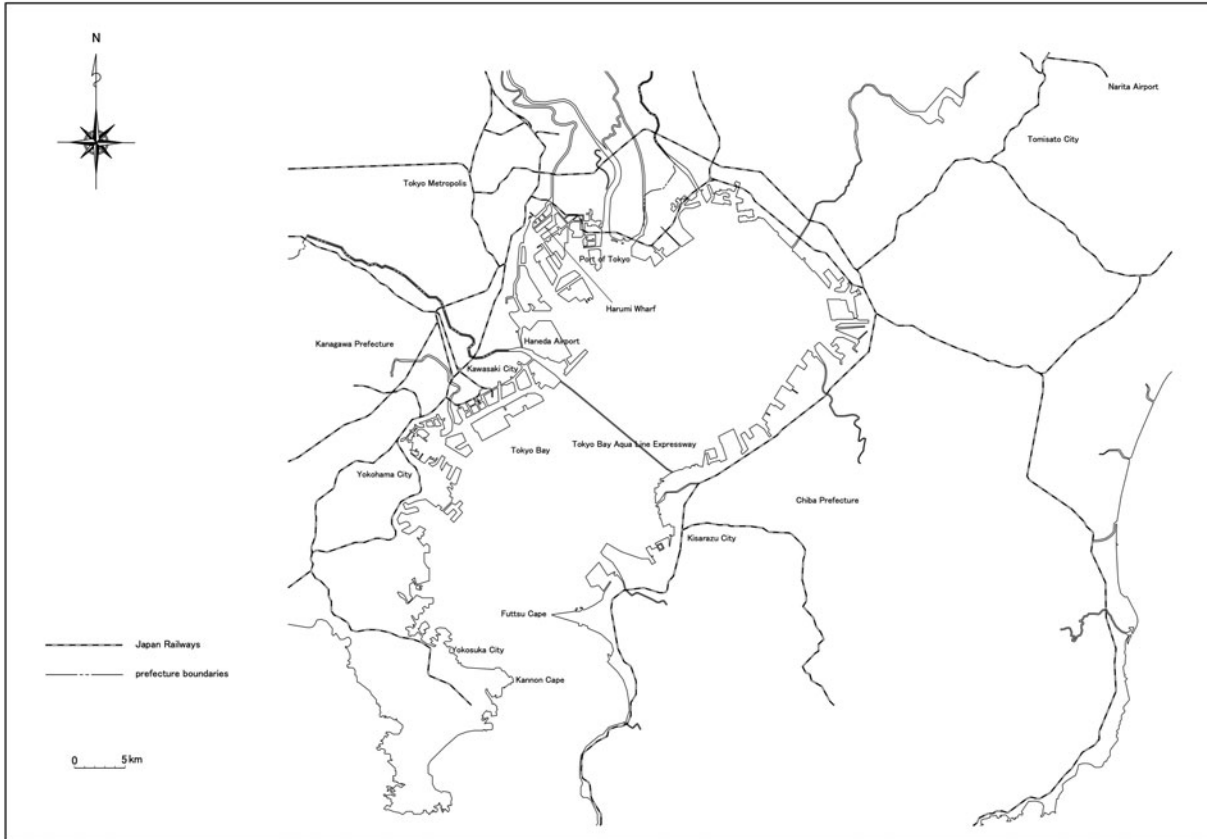 N
Narita Airport
Tomisato City
Tokyo Metropolis
Port of Tokyo
Harumi Wharf
Kanagawa Prefecture
Haneda Airport
Kawasaki City
Tokyo Bay
Tokyo Bay Aqua Line Expressway
Yokohama City
Chiba Prefecture
Kisarazu City
Futtsu Cape
Japan Railways
Yokosuka City
prefecture boundaries
Kannon Cape
0 5km